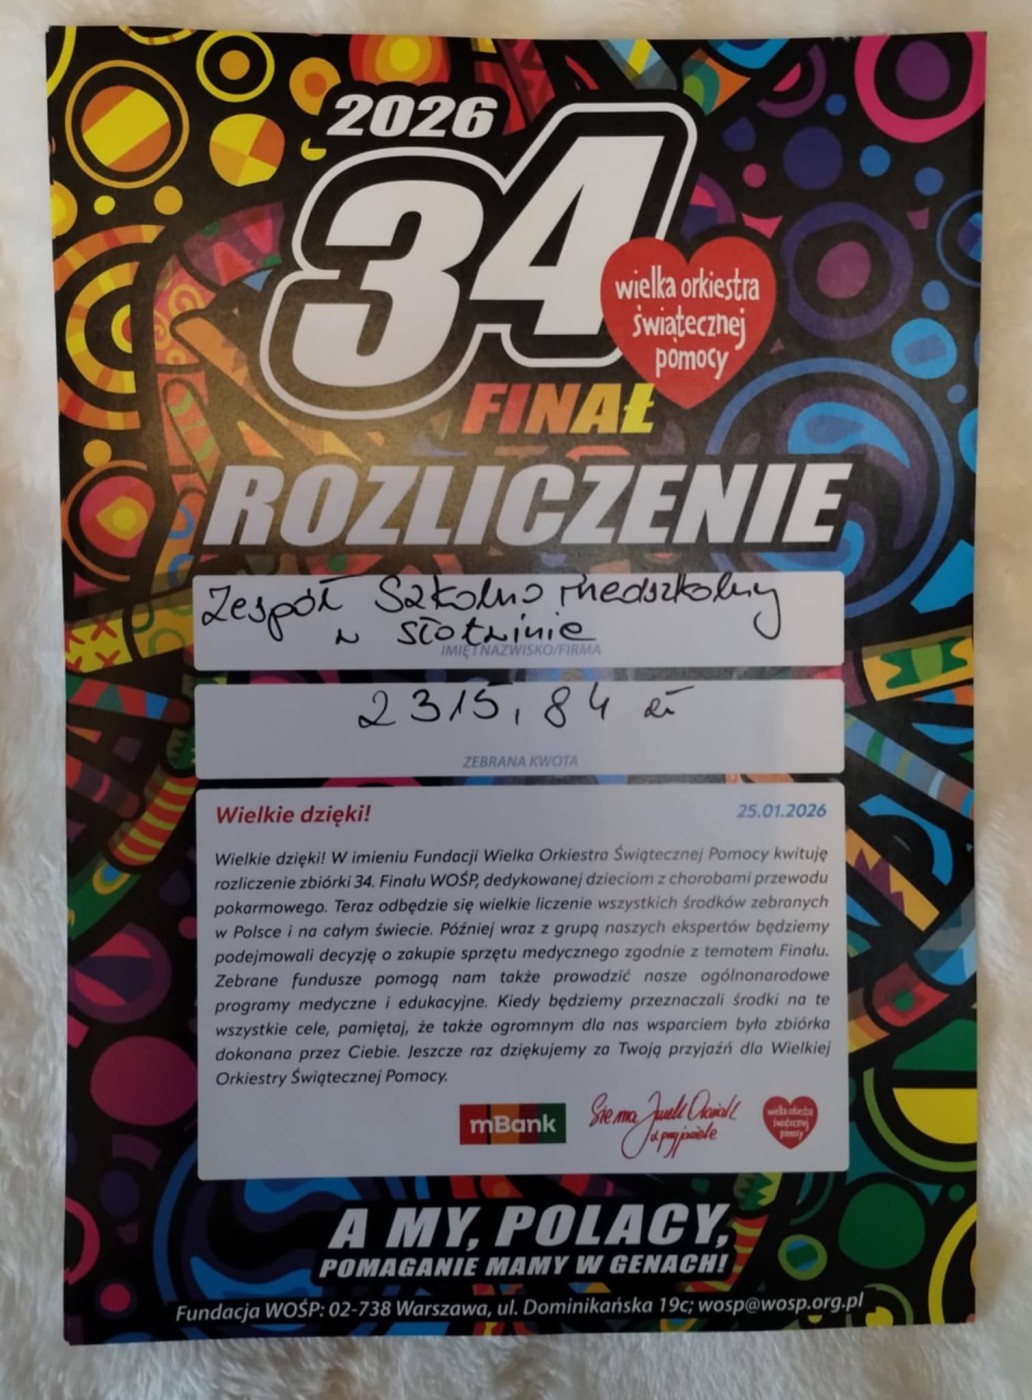 2026
34
wielka orkiestra
świątecznej
pomocy
FINAŁ
ROZLICZENIE
Zespół Szkolno Przedszkolny
w Słotwinie
IMIĘ I NAZWISKO/FIRMA
2315,84 zł
ZEBRANA KWOTA
Wielkie dzięki! 25.01.2026
Wielkie dzięki! W imieniu Fundacji Wielka Orkiestra Świątecznej Pomocy kwituję
rozliczenie zbiórki 34. Finału WOŚP, dedykowanej dzieciom z chorobami przewodu
pokarmowego. Teraz odbędzie się wielkie liczenie wszystkich środków zebranych
w Polsce i na całym świecie. Później wraz z grupą naszych ekspertów będziemy
podejmowali decyzję o zakupie sprzętu medycznego zgodnie z tematem Finału.
Zebrane fundusze pomogą nam także prowadzić nasze ogólnonarodowe
programy medyczne i edukacyjne. Kiedy będziemy przeznaczali środki na te
wszystkie cele, pamiętaj, że także ogromnym dla nas wsparciem była zbiórka
dokonana przez Ciebie. Jeszcze raz dziękujemy za Twoją przyjaźń dla Wielkiej
Orkiestry Świątecznej Pomocy.
mBank
Siema Jurek Owsiak
z przyjaciele
wielka orkiestra
świątecznej
pomocy
A MY, POLACY,
POMAGANIE MAMY W GENACH!
Fundacja WOŚP: 02-738 Warszawa, ul. Dominikańska 19c; wosp@wosp.org.pl